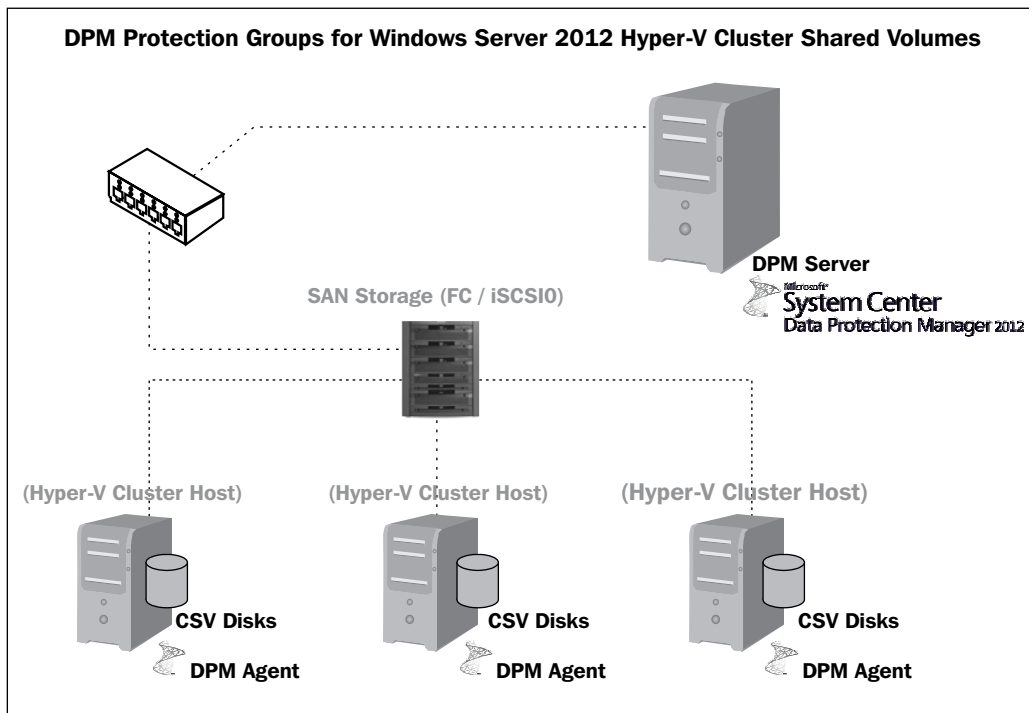 DPM Protection Groups for Windows Server 2012 Hyper-V Cluster Shared Volumes
DPM Server
Microsoft
System Center
Data Protection Manager 2012
SAN Storage (FC / iSCSI0)
(Hyper-V Cluster Host)
(Hyper-V Cluster Host)
(Hyper-V Cluster Host)
CSV Disks
CSV Disks
CSV Disks
DPM Agent
DPM Agent
DPM Agent